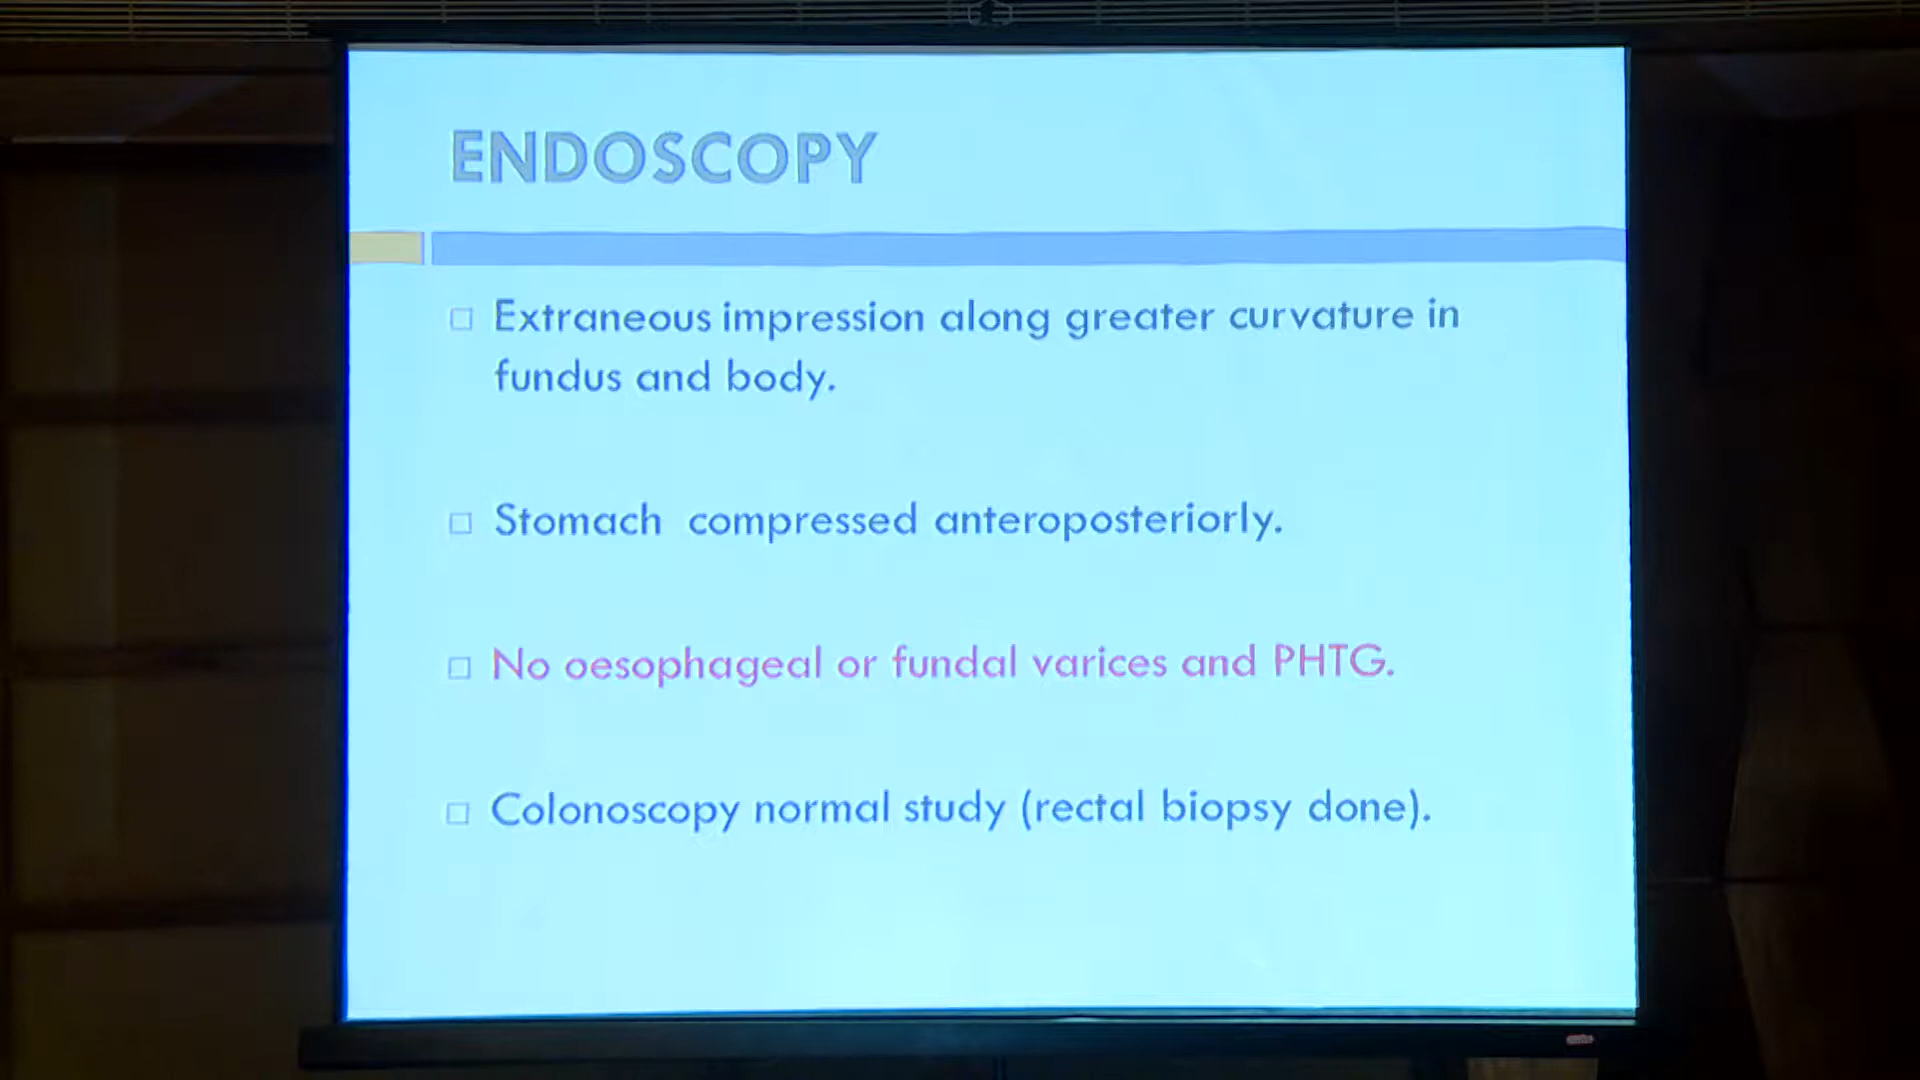 ENDOSCOPY
Extraneous impression along greater curvature in
fundus and body.
Stomach compressed anteroposteriorly.
No oesophageal or fundal varices and PHTG.
Colonoscopy normal study (rectal biopsy done).